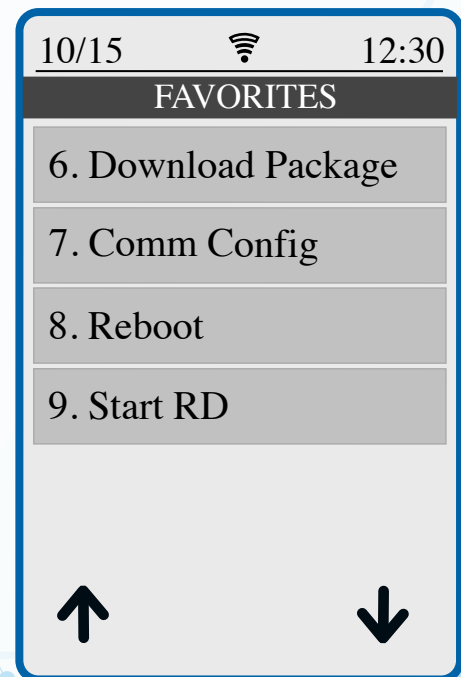 10/15 12:30
FAVORITES
6. Download Package
7. Comm Config
8. Reboot
9. Start RD